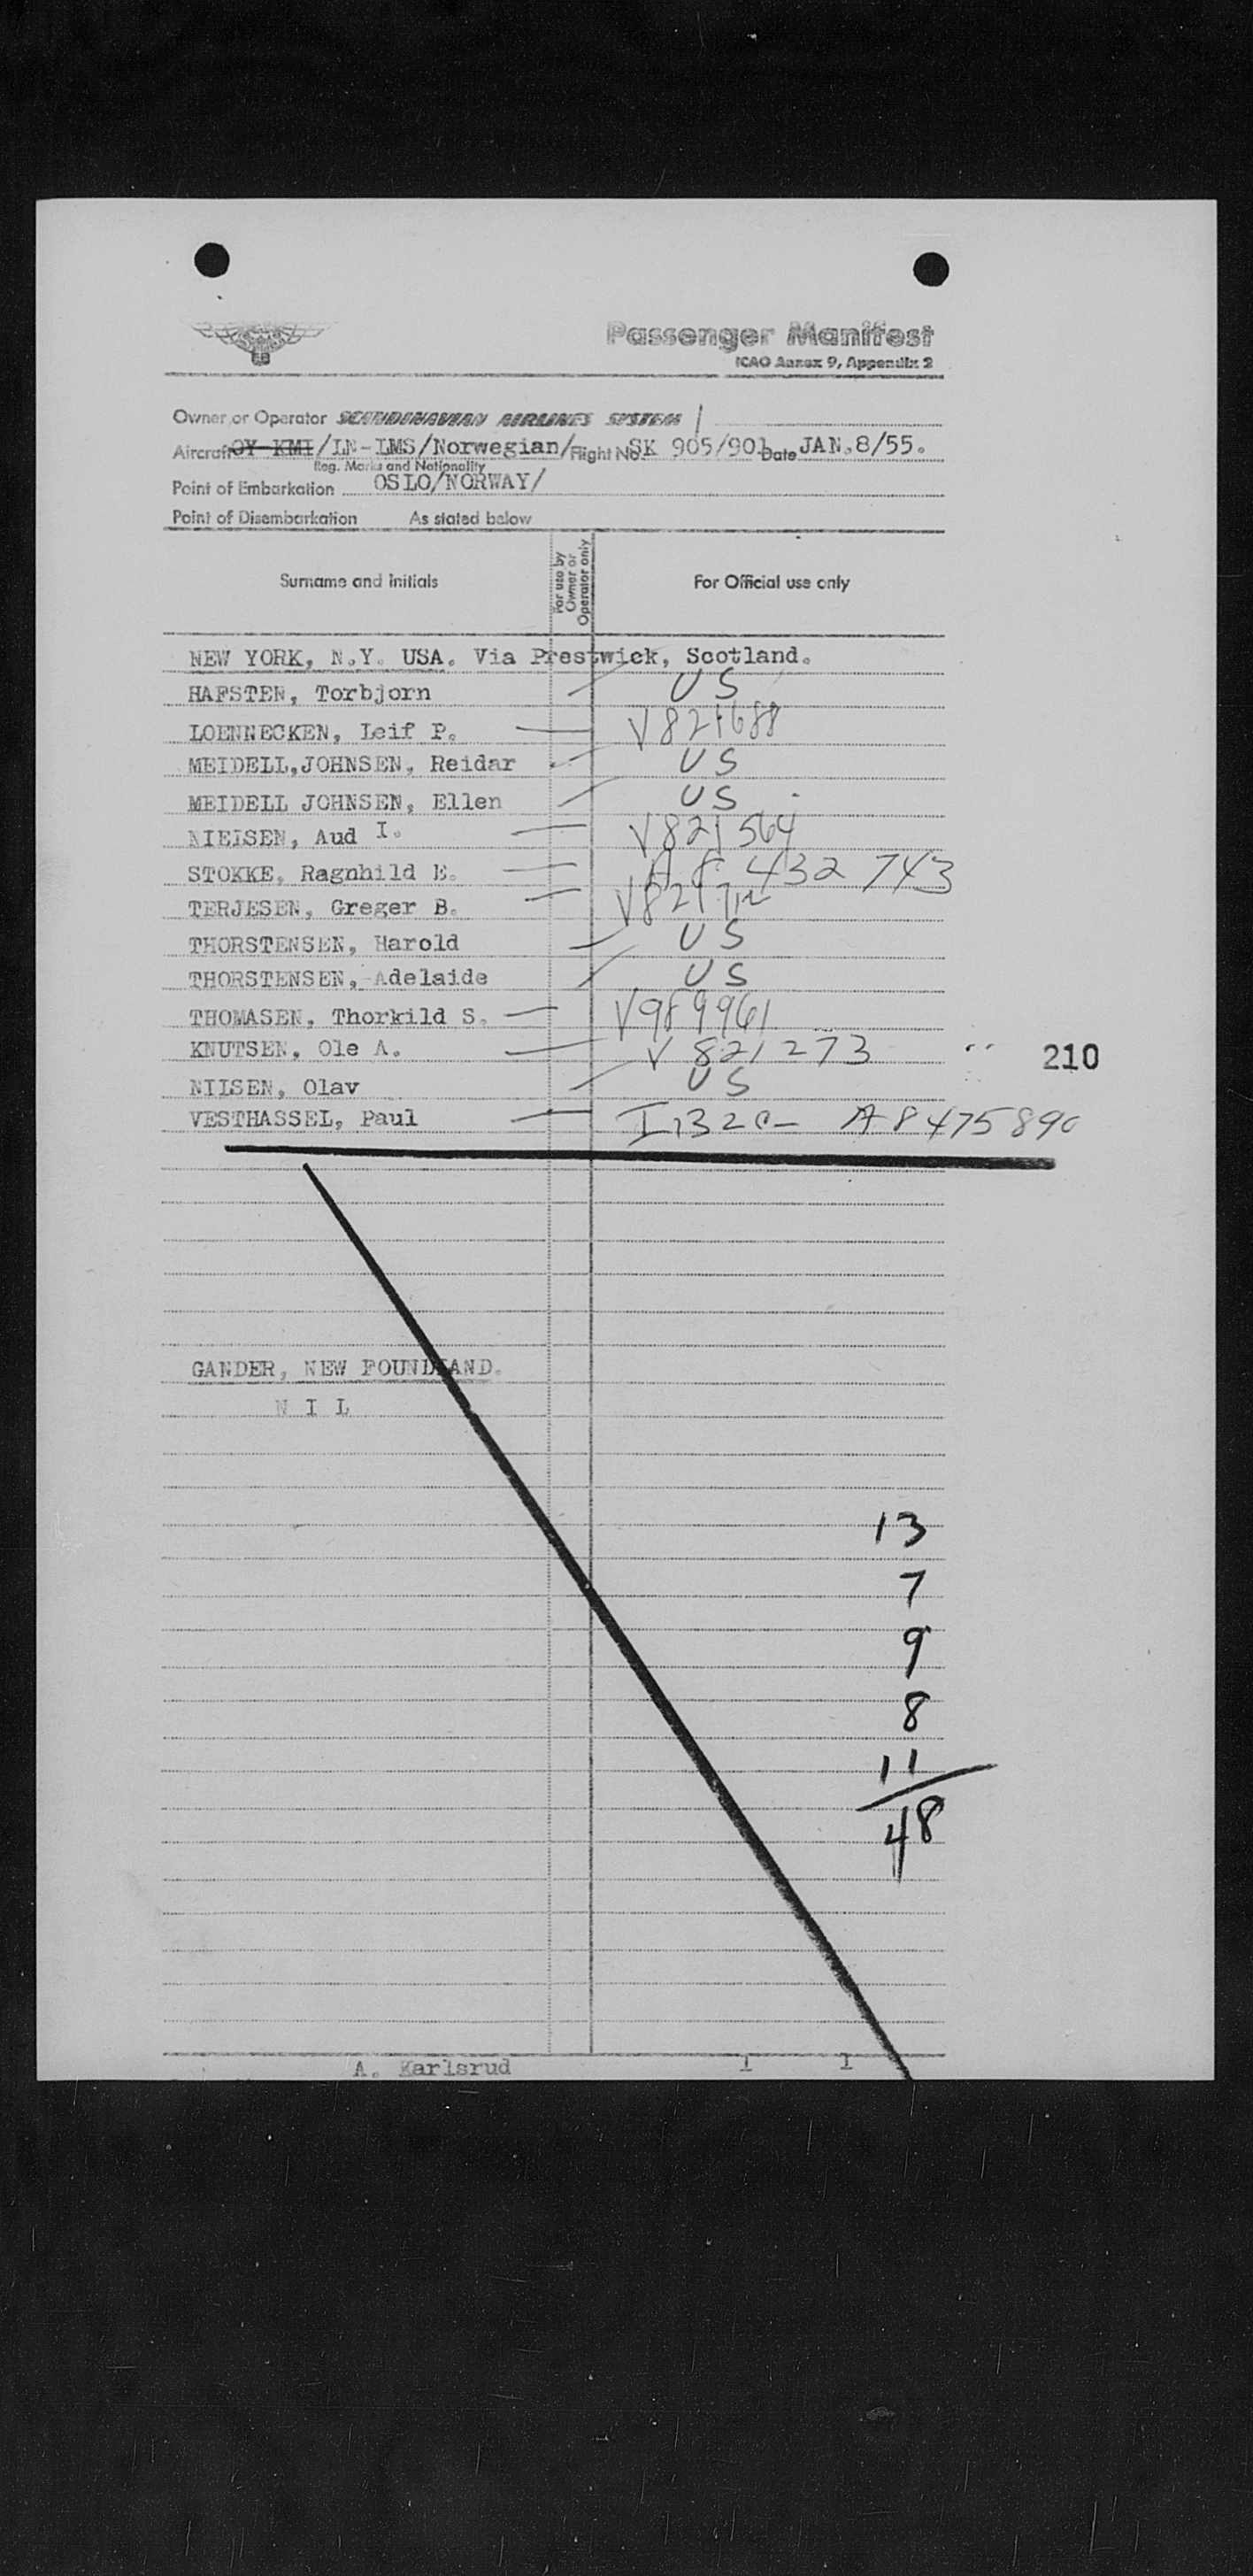 Passenger Manifest
ICAO Annex 9, Appendix 2
Owner or Operator SCANDINAVIAN AIRLINES SYSTEM
Aircraft OY-KMI/LN-LMS/Norwegian/ Flight No SK 905/901 Date JAN.8/55.
Reg. Marks and Nationality
Point of Embarkation OSLO/NORWAY/
Point of Disembarkation As stated below
Surname and Initials For use by Owner or Operator only For Official use only
NEW YORK, N.Y. USA. Via Prestwick, Scotland.
HAFSTEN, Torbjorn US
LOENNECKEN, Leif P. V821688
MEIDELL,JOHNSEN, Reidar US
MEIDELL JOHNSEN, Ellen US
NIELSEN, Aud I. V821564
STOKKE, Ragnhild E. 432 743
TERJESEN, Greger B.
THORSTENSEN, Harold US
THORSTENSEN, Adelaide US
THOMASEN, Thorkild S. V989961
KNUTSEN, Ole A. V 821273
210
NILSEN, Olav US
VESTHASSEL, Paul A8475890
GANDER, NEW FOUNDLAND.
N I L
13
7
9
8
11
48
A. Karlsrud